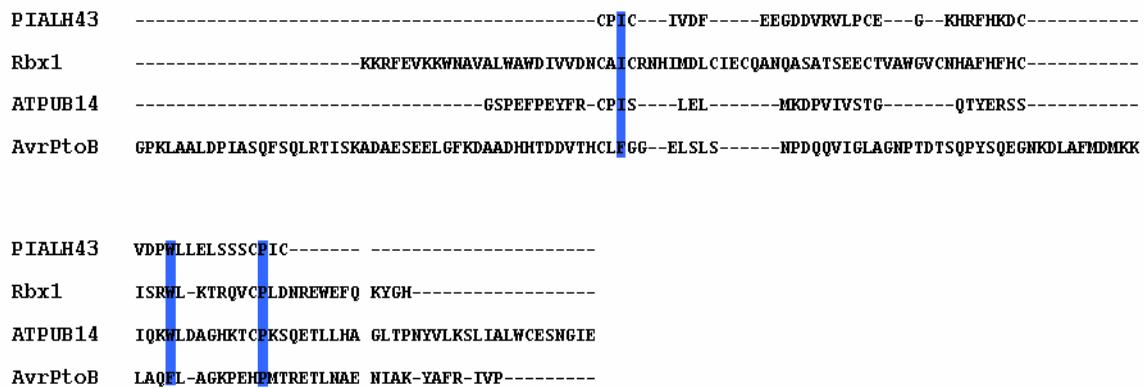 PIALH43 ----------------------------------------------CPIC---IVDF-----EEGDDVRVLPCE---G--KHRFHKDC-----------
Rbx1 -----------------------KKRFEVKKWNAVALWAWDIVVDNCAICRNHIMDLCIECQANQASATSEECTVAWGVCNHAFHFHC-----------
ATPUB14 -----------------------------------GSPEFPEYFR-CPIS----LEL------MKDPVIVSTG-------QTYERSS-----------
AvrPtoB GPKLAALDPIASQFSQLRTISKADAESEELGFKDAADHHTDDVTHCLFGG--ELSLS------NPDQQVIGLAGNPTDTSQPYSQEGNKDLAFMDMKK
PIALH43 VDPWLLELSSSCPIC------- ----------------------
Rbx1 ISRWL-KTRQVCPLDNREWEFQ KYGH------------------
ATPUB14 IQKWLDAGHKTCPKSQETLLHA GLTPNYVLKSLIALWCESNGIE
AvrPtoB LAQFL-AGKPEHPMTRETLNAE NIAK-YAFR-IVP---------